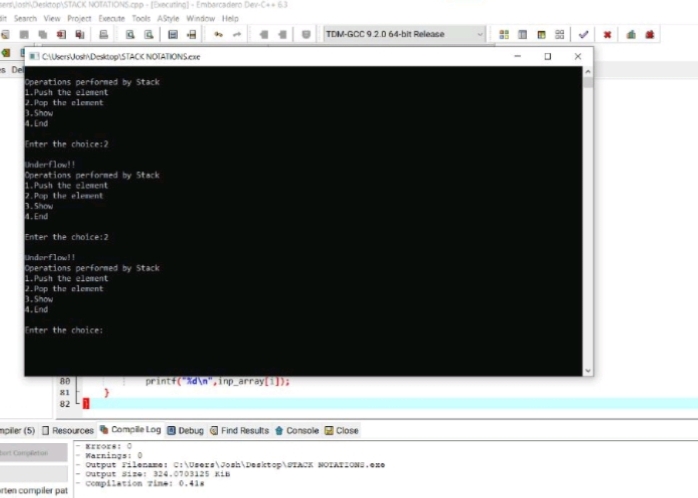 sers\Josh\Desktop\STACK NOTATIONS.cpp - [Executing] - Embarcadero Dev-C++ 6.3
Search View Project Execute Tools AStyle Window Help
TDM-GCC 9.2.0 64-bit Release
C:\Users\Josh\Desktop\STACK NOTATIONS.exe
Operations performed by Stack
1.Push the element
2.Pop the element
3.Show
4.End
Enter the choice:2
Underflow!!
Operations performed by Stack
1.Push the element
2.Pop the element
3.Show
4.End
Enter the choice:2
Underflow!!
Operations performed by Stack
1.Push the element
2.Pop the element
3.Show
4.End
Enter the choice:
80 printf("%d\n",inp_array[i]);
81 }
82 }
mpiler (5) Resources Compile Log Debug Find Results Console Close
- Errors: 0
- Warnings: 0
- Output Filename: C:\Users\Josh\Desktop\STACK NOTATIONS.exe
- Output Size: 324.0703125 KiB
- Compilation Time: 0.41s
rten compiler pat